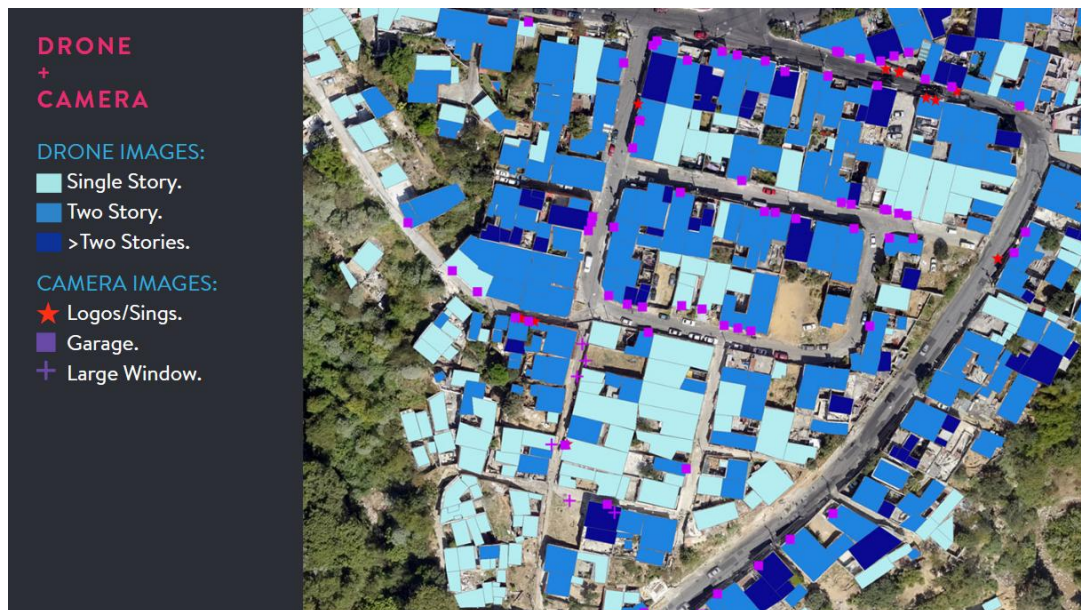 DRONE
+
CAMERA
DRONE IMAGES:
Single Story.
Two Story.
>Two Stories.
CAMERA IMAGES:
Logos/Sings.
Garage.
Large Window.